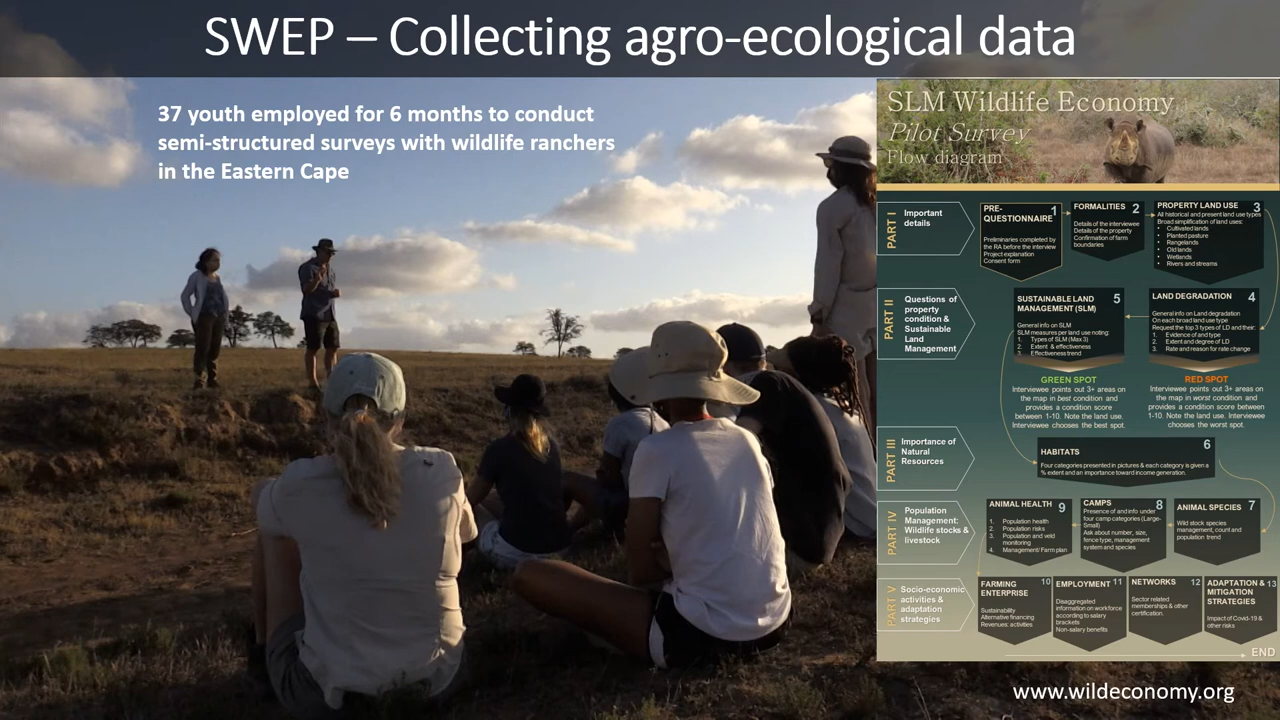 SWEP – Collecting agro-ecological data
37 youth employed for 6 months to conduct
semi-structured surveys with wildlife ranchers
in the Eastern Cape
SLM Wildlife Economy
Pilot Survey
Flow diagram
PART I
Important
details
PRE-
QUESTIONNAIRE
1
Preliminaries completed by
the RA before the interview
Project explanation
Consent form
FORMALITIES
2
Details of the interviewee
Details of the property
Confirmation of farm
boundaries
PROPERTY LAND USE
3
All historical and present land use types
Broad simplification of land uses:
• Cultivated lands
• Planted pasture
• Rangelands
• Old lands
• Wetlands
• Rivers and streams
PART II
Questions of
property
condition &
Sustainable
Land
Management
SUSTAINABLE LAND
MANAGEMENT (SLM)
5
General info on SLM
SLM measures per land use noting:
1. Types of SLM (Max 3)
2. Extent & effectiveness
3. Effectiveness trend
LAND DEGRADATION
4
General info on Land degradation
On each broad land use type
Request the top 3 types of LD and their:
1. Evidence of and type
2. Extent and degree of LD
3. Rate and reason for rate change
GREEN SPOT
Interviewee points out 3+ areas on
the map in best condition and
provides a condition score
between 1-10. Note the land use.
Interviewee chooses the best spot.
RED SPOT
Interviewee points out 3+ areas on
the map in worst condition and
provides a condition score between
1-10. Note the land use. Interviewee
chooses the worst spot.
PART III
Importance of
Natural
Resources
HABITATS
6
Four categories presented in pictures & each category is given a
% extent and an importance toward income generation.
PART IV
Population
Management:
Wildlife stocks &
livestock
ANIMAL HEALTH
9
1. Population health
2. Population risks
3. Population and veld
monitoring
4. Management/ Farm plan
CAMPS
8
Presence of and info under
four camp categories (Large-
Small)
Ask about number, size,
fence type, management
system and species
ANIMAL SPECIES
7
Wild stock species
management, count and
population trend
PART V
Socio-economic
activities &
adaptation
strategies
FARMING
ENTERPRISE
10
Sustainability
Alternative financing
Revenues: activities
EMPLOYMENT
11
Disaggregated
information on workforce
according to salary
brackets
Non-salary benefits
NETWORKS
12
Sector related
memberships & other
certification.
ADAPTATION &
MITIGATION
STRATEGIES
13
Impact of Covid-19 &
other risks
END
www.wildeconomy.org